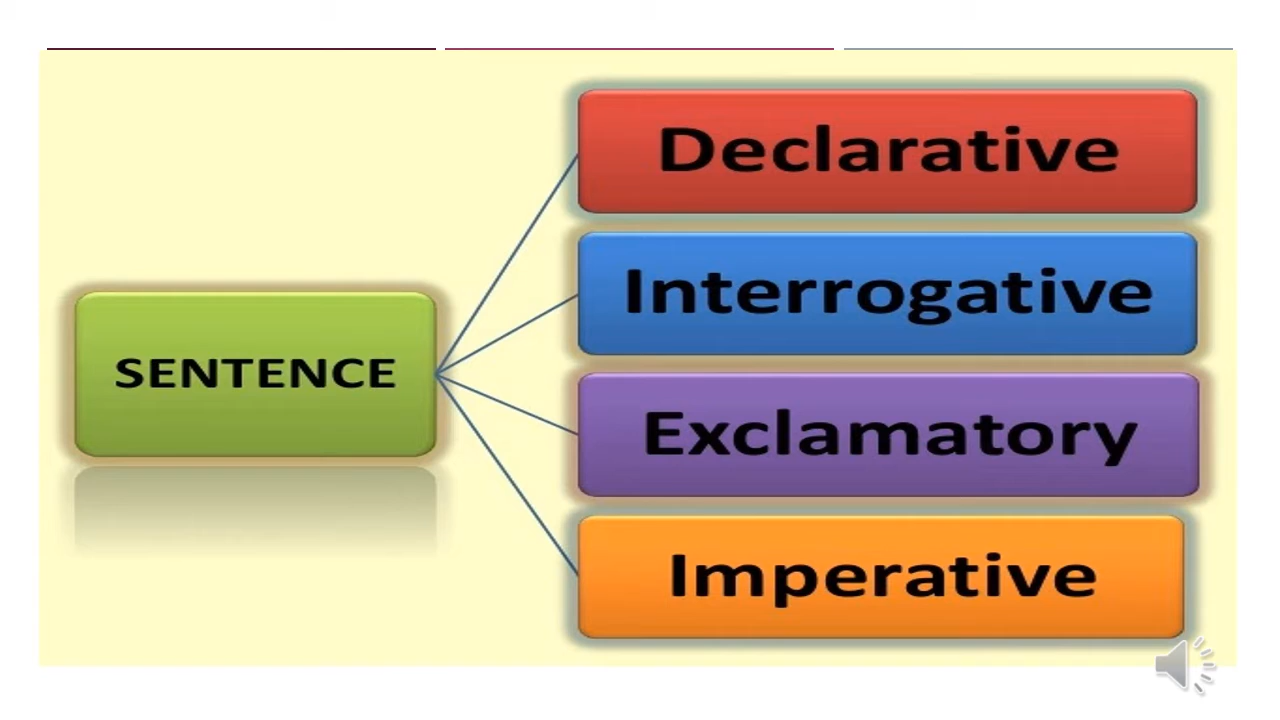 SENTENCE
Declarative
Interrogative
Exclamatory
Imperative